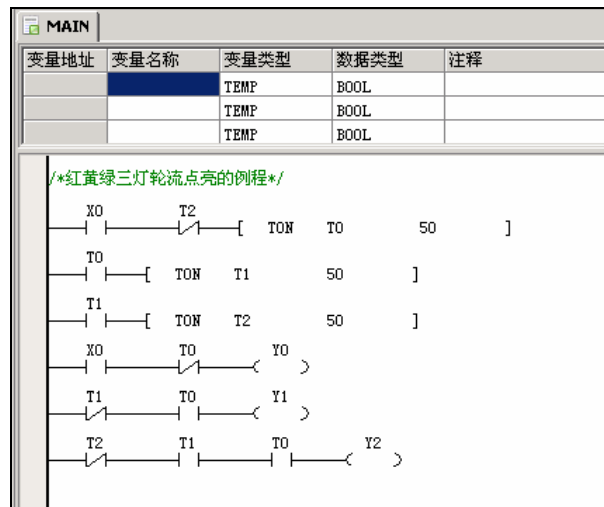 MAIN
变量地址 变量名称 变量类型 数据类型 注释
TEMP BOOL
TEMP BOOL
TEMP BOOL
/*红黄绿三灯轮流点亮的例程*/
X0 T2
[ TON T0 50 ]
T0
[ TON T1 50 ]
T1
[ TON T2 50 ]
X0 T0 Y0
T1 T0 Y1
T2 T1 T0 Y2